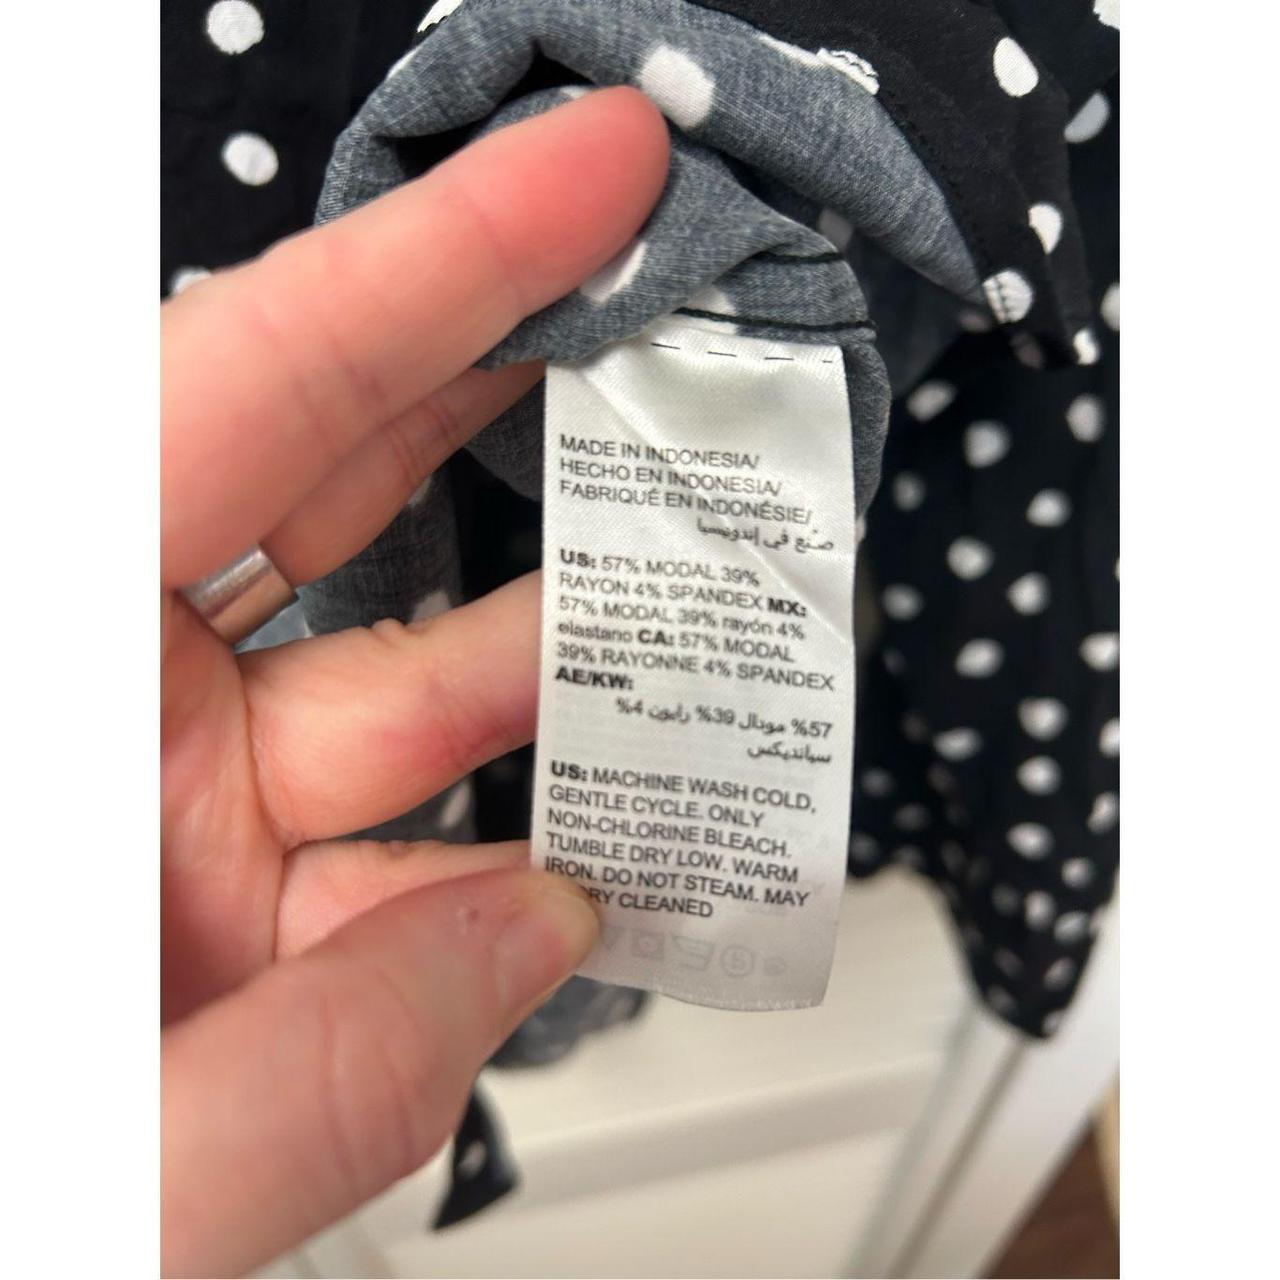 MADE IN INDONESIA/
HECHO EN INDONESIA/
FABRIQUÉ EN INDONÉSIE/
صُنع في إندونيسيا
US: 57% MODAL 39%
RAYON 4% SPANDEX MX:
57% MODAL 39% rayón 4%
elastano CA: 57% MODAL
39% RAYONNE 4% SPANDEX
AE/KW:
57% مودال 39% رايون 4%
سبانديكس
US: MACHINE WASH COLD,
GENTLE CYCLE. ONLY
NON-CHLORINE BLEACH.
TUMBLE DRY LOW. WARM
IRON. DO NOT STEAM. MAY
CLEANED